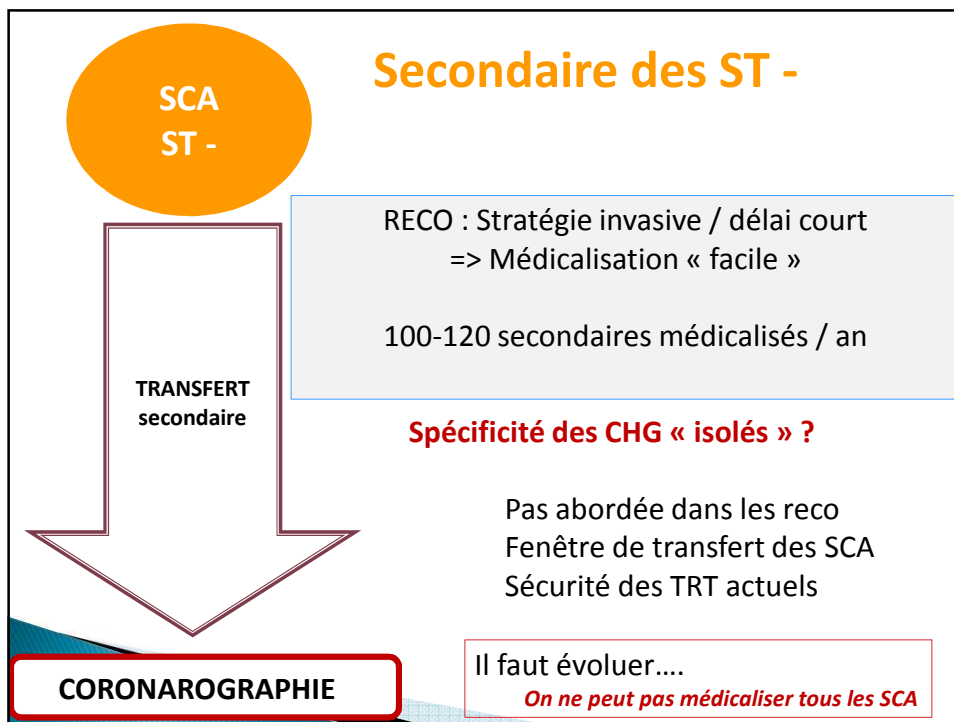 Secondaire des ST -
SCA
ST -
RECO : Stratégie invasive / délai court
=> Médicalisation « facile »
100-120 secondaires médicalisés / an
TRANSFERT
secondaire
Spécificité des CHG « isolés » ?
Pas abordée dans les reco
Fenêtre de transfert des SCA
Sécurité des TRT actuels
Il faut évoluer....
On ne peut pas médicaliser tous les SCA
CORONAROGRAPHIE